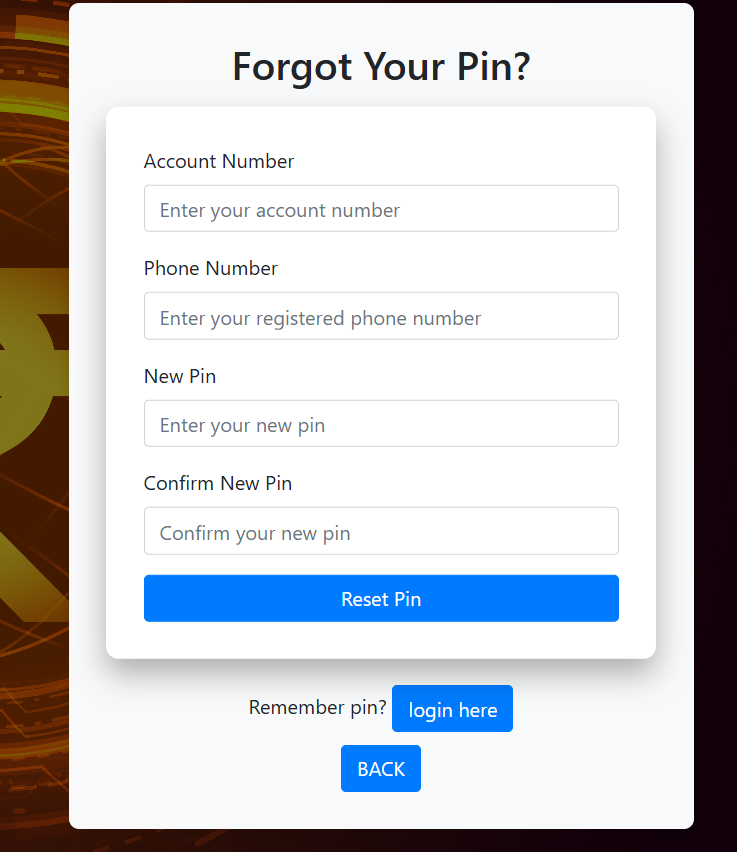 Forgot Your Pin?
Account Number
Enter your account number
Phone Number
Enter your registered phone number
New Pin
Enter your new pin
Confirm New Pin
Confirm your new pin
Reset Pin
Remember pin? login here
BACK